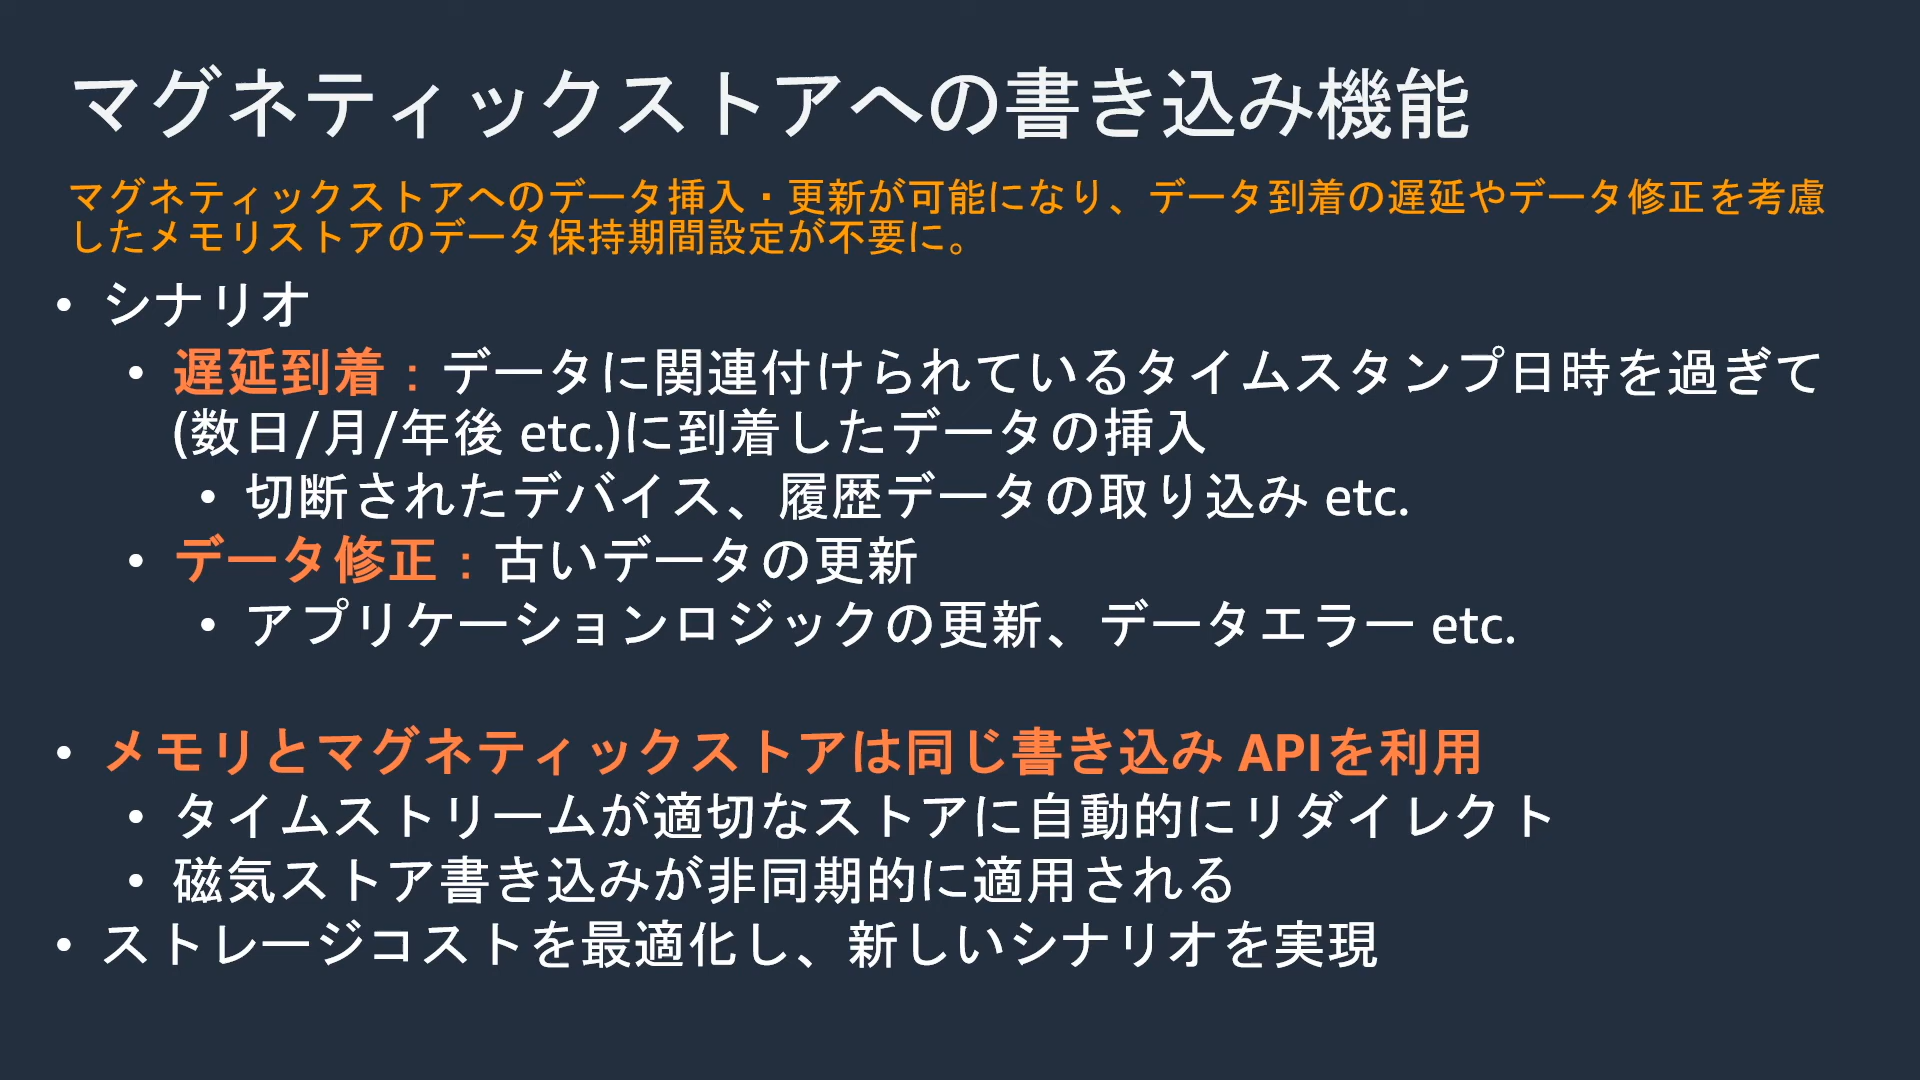 マグネティックストアへの書き込み機能
マグネティックストアへのデータ挿入・更新が可能になり、データ到着の遅延やデータ修正を考慮
したメモリストアのデータ保持期間設定が不要に。
• シナリオ
• 遅延到着：データに関連付けられているタイムスタンプ日時を過ぎて
(数日/月/年後 etc.)に到着したデータの挿入
• 切断されたデバイス、履歴データの取り込み etc.
• データ修正：古いデータの更新
• アプリケーションロジックの更新、データエラー etc.
• メモリとマグネティックストアは同じ書き込み APIを利用
• タイムストリームが適切なストアに自動的にリダイレクト
• 磁気ストア書き込みが非同期的に適用される
• ストレージコストを最適化し、新しいシナリオを実現